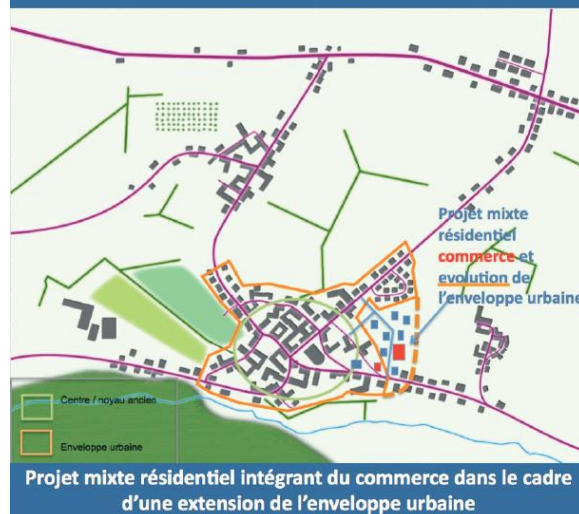 Projet mixte
résidentiel
commerce et
evolution de
l'enveloppe urbaine
Centre / noyau ancien
Enveloppe urbaine
Projet mixte résidentiel intégrant du commerce dans le cadre
d'une extension de l'enveloppe urbaine